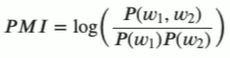 PMI = log( P(w₁, w₂) / P(w₁)P(w₂) )